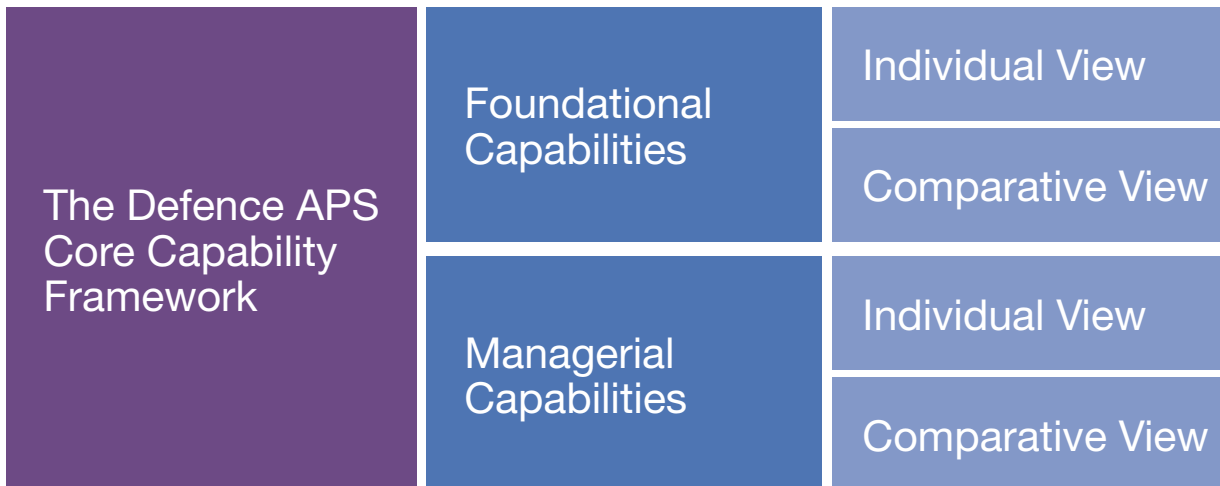 The Defence APS
Core Capability
Framework
Foundational
Capabilities
Individual View
Comparative View
Managerial
Capabilities
Individual View
Comparative View